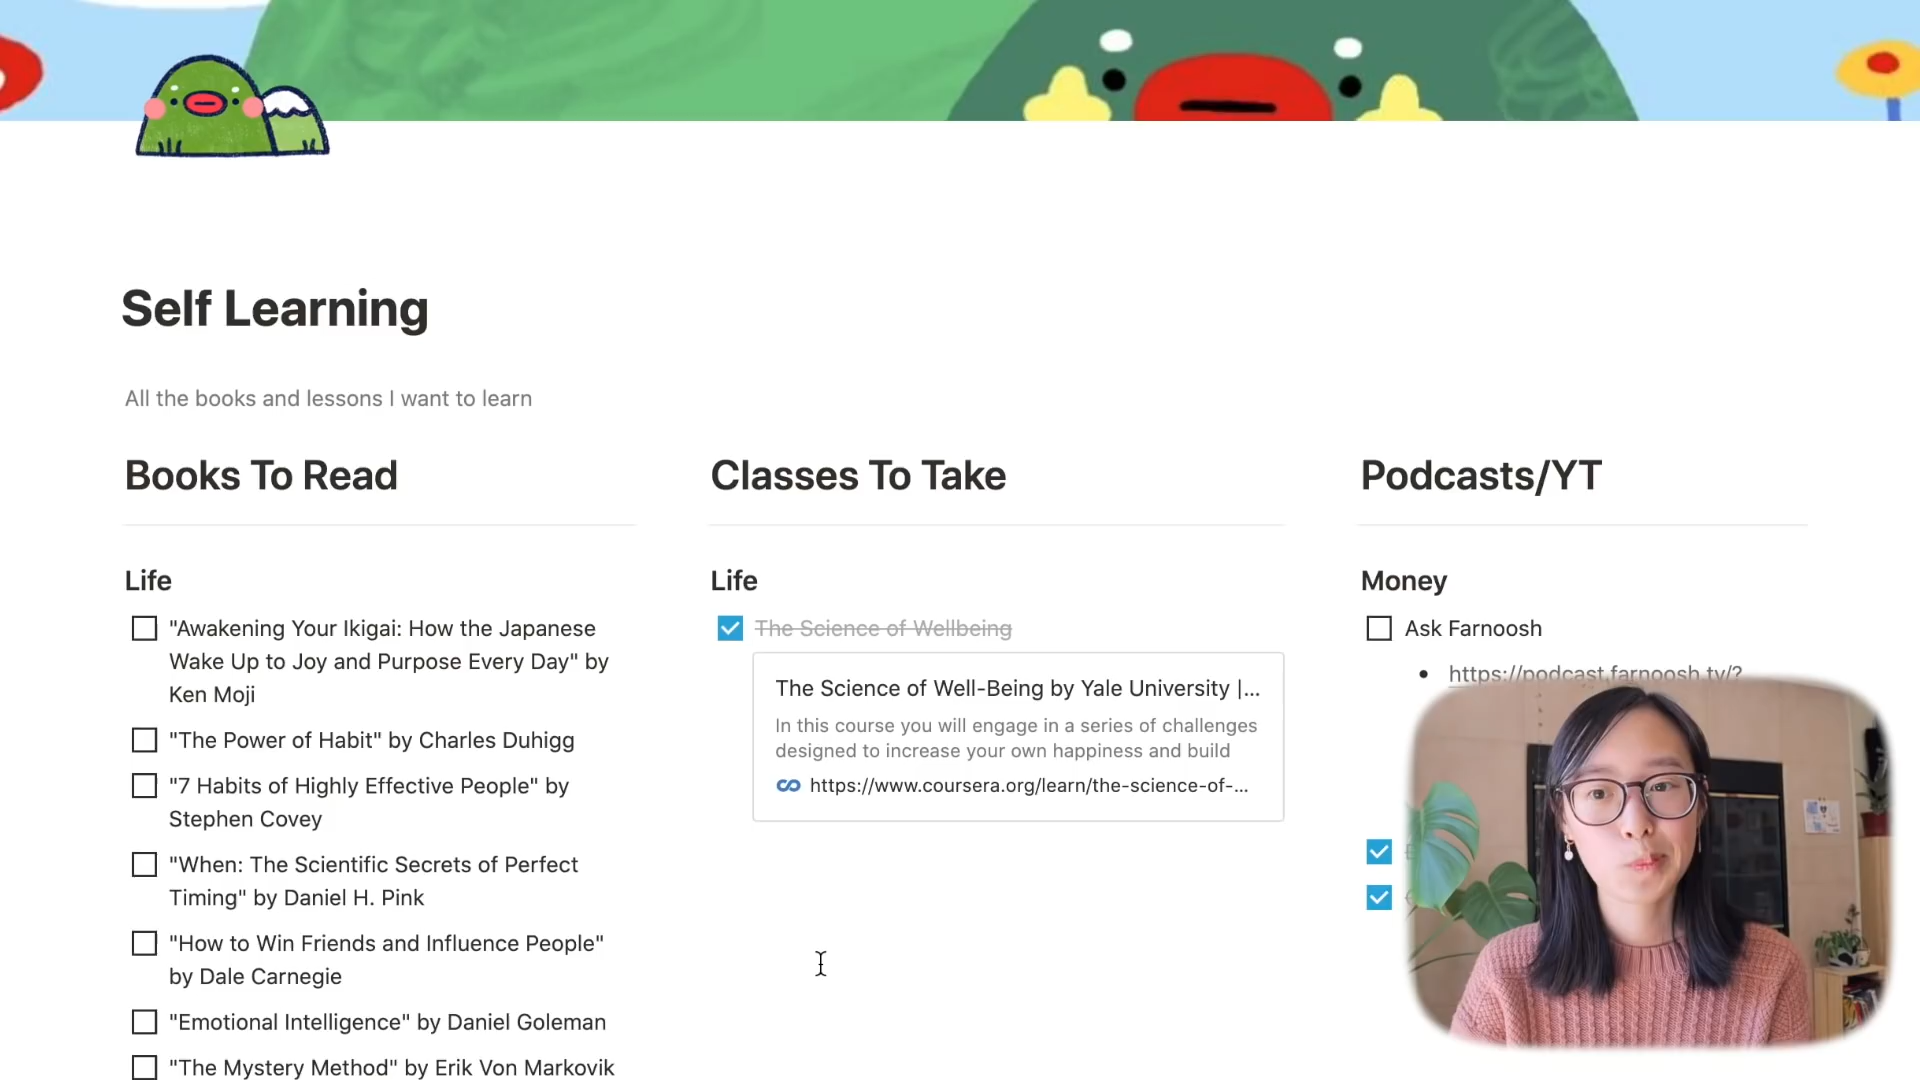 Self Learning
All the books and lessons I want to learn
Books To Read
Life
"Awakening Your Ikigai: How the Japanese
Wake Up to Joy and Purpose Every Day" by
Ken Moji
"The Power of Habit" by Charles Duhigg
"7 Habits of Highly Effective People" by
Stephen Covey
"When: The Scientific Secrets of Perfect
Timing" by Daniel H. Pink
"How to Win Friends and Influence People"
by Dale Carnegie
"Emotional Intelligence" by Daniel Goleman
"The Mystery Method" by Erik Von Markovik
Classes To Take
Life
The Science of Wellbeing
The Science of Well-Being by Yale University |...
In this course you will engage in a series of challenges
designed to increase your own happiness and build
https://www.coursera.org/learn/the-science-of-...
Podcasts/YT
Money
Ask Farnoosh
https://podcast.farnoosh.tv/?